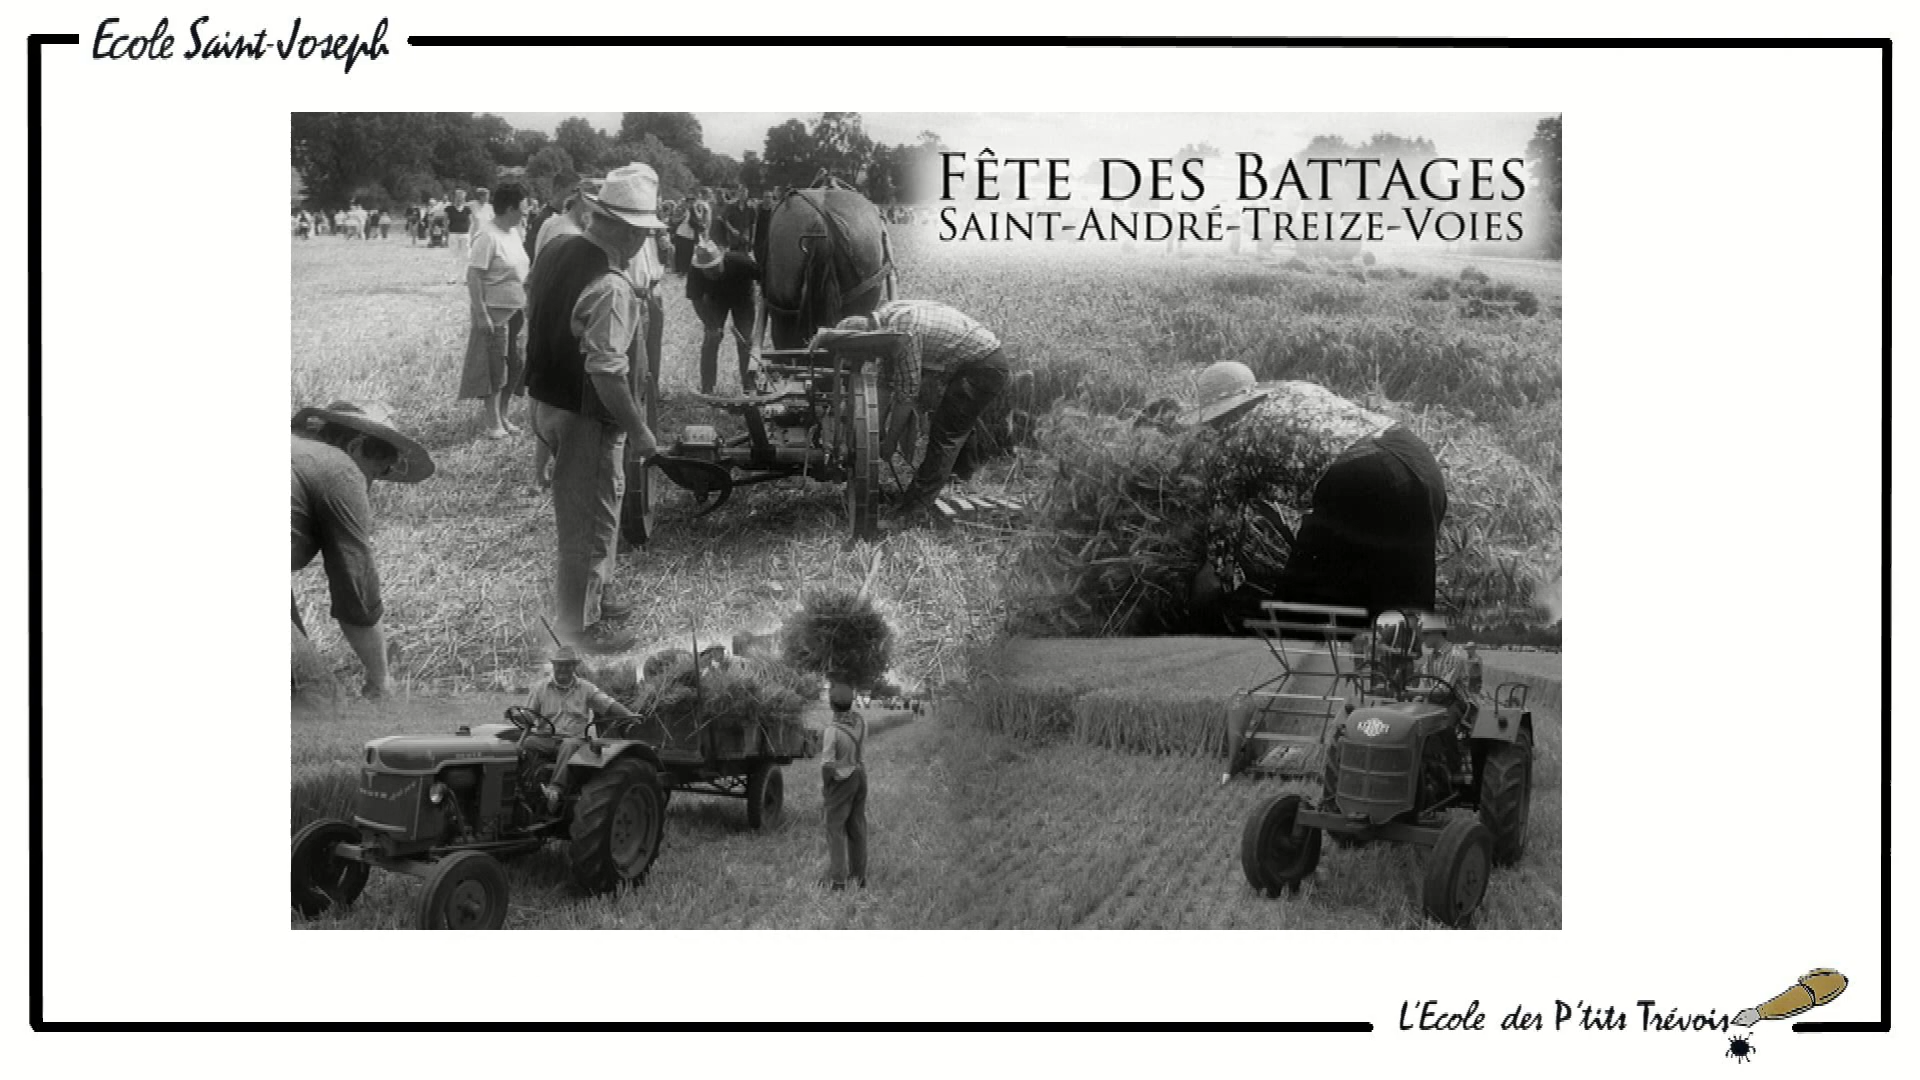 Ecole Saint-Joseph
FÊTE DES BATTAGES
SAINT-ANDRÉ-TREIZE-VOIES
L'Ecole des P'tits Trévois